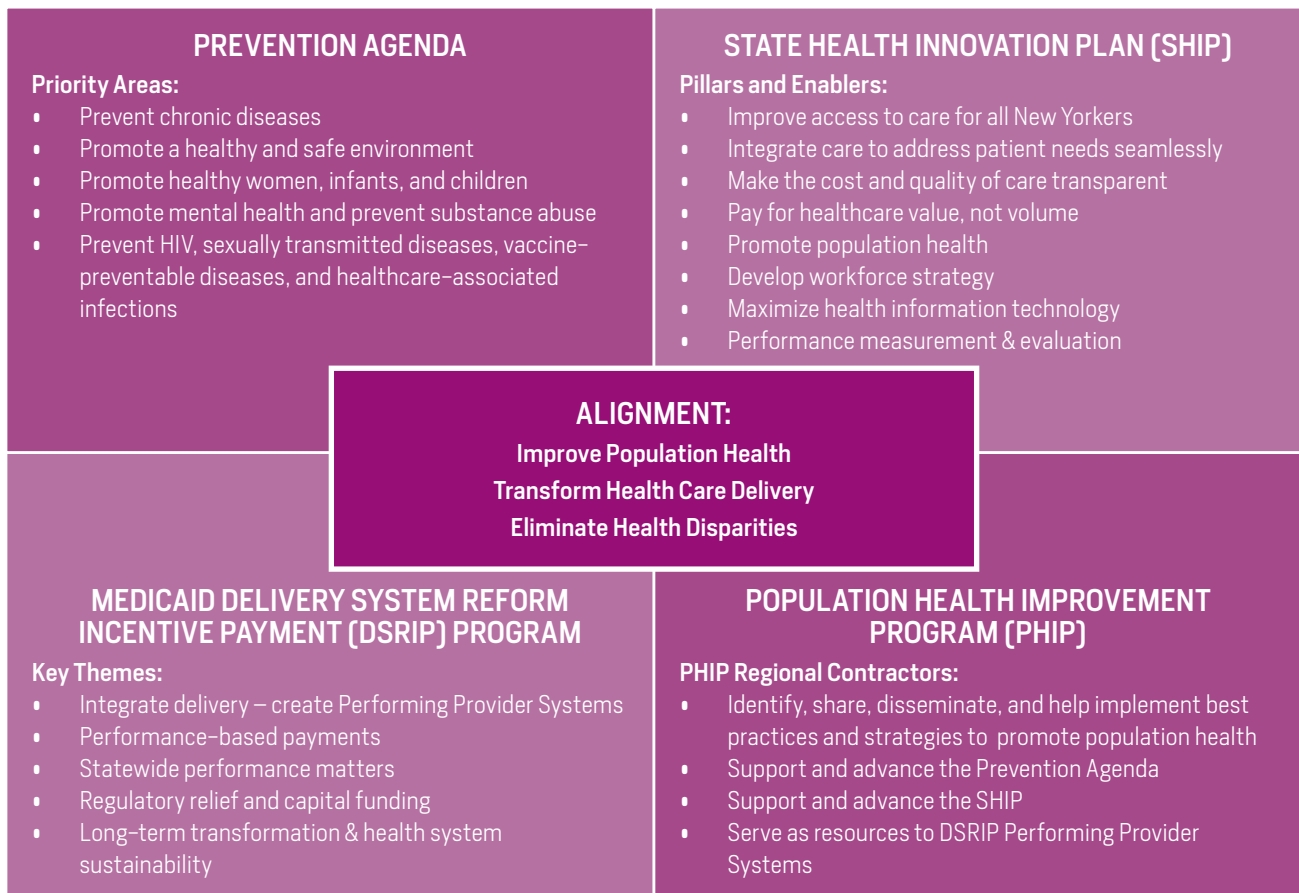 PREVENTION AGENDA
Priority Areas:
• Prevent chronic diseases
• Promote a healthy and safe environment
• Promote healthy women, infants, and children
• Promote mental health and prevent substance abuse
• Prevent HIV, sexually transmitted diseases, vaccine-
preventable diseases, and healthcare-associated
infections
STATE HEALTH INNOVATION PLAN (SHIP)
Pillars and Enablers:
• Improve access to care for all New Yorkers
• Integrate care to address patient needs seamlessly
• Make the cost and quality of care transparent
• Pay for healthcare value, not volume
• Promote population health
• Develop workforce strategy
• Maximize health information technology
• Performance measurement & evaluation
ALIGNMENT:
Improve Population Health
Transform Health Care Delivery
Eliminate Health Disparities
MEDICAID DELIVERY SYSTEM REFORM
INCENTIVE PAYMENT (DSRIP) PROGRAM
Key Themes:
• Integrate delivery – create Performing Provider Systems
• Performance-based payments
• Statewide performance matters
• Regulatory relief and capital funding
• Long-term transformation & health system
sustainability
POPULATION HEALTH IMPROVEMENT
PROGRAM (PHIP)
PHIP Regional Contractors:
• Identify, share, disseminate, and help implement best
practices and strategies to promote population health
• Support and advance the Prevention Agenda
• Support and advance the SHIP
• Serve as resources to DSRIP Performing Provider
Systems